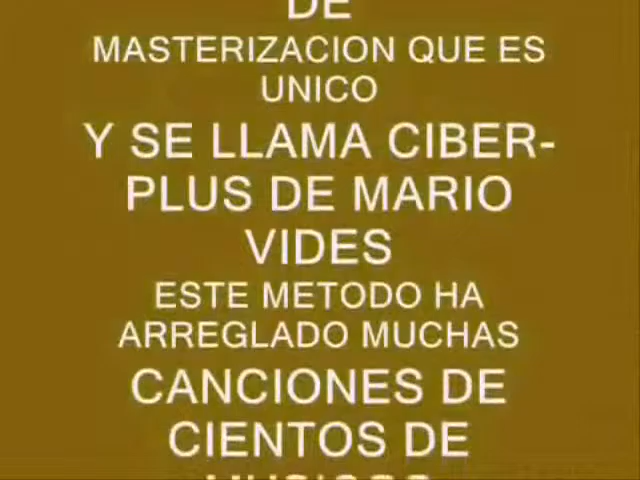 DE
MASTERIZACION QUE ES
UNICO
Y SE LLAMA CIBER-
PLUS DE MARIO
VIDES
ESTE METODO HA
ARREGLADO MUCHAS
CANCIONES DE
CIENTOS DE